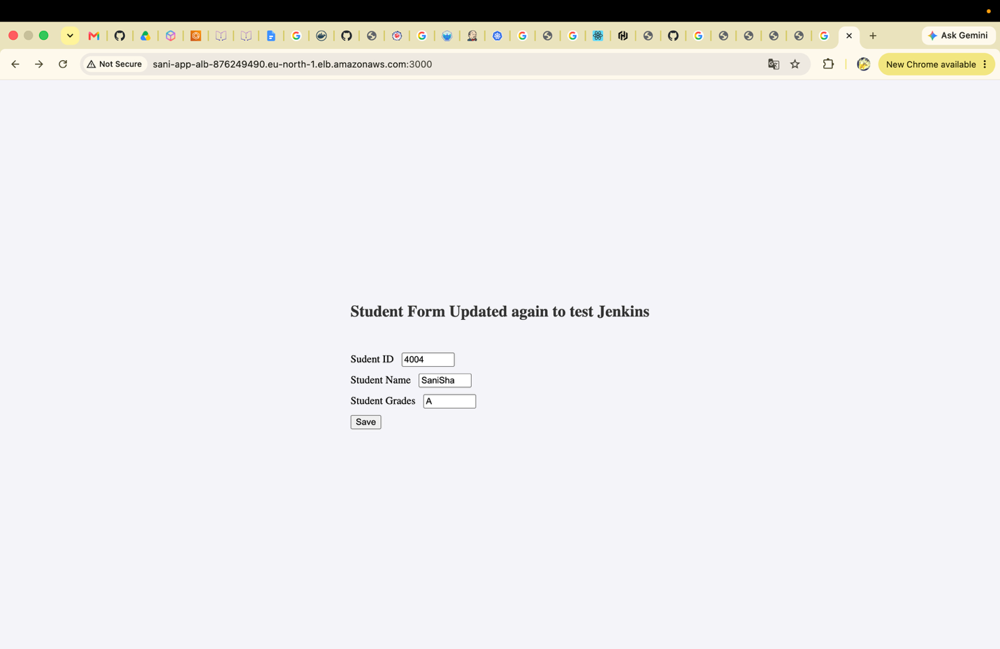 Ask Gemini
Not Secure sani-app-alb-876249490.eu-north-1.elb.amazonaws.com:3000 New Chrome available
Student Form Updated again to test Jenkins
Sudent ID 4004
Student Name SaniSha
Student Grades A
Save